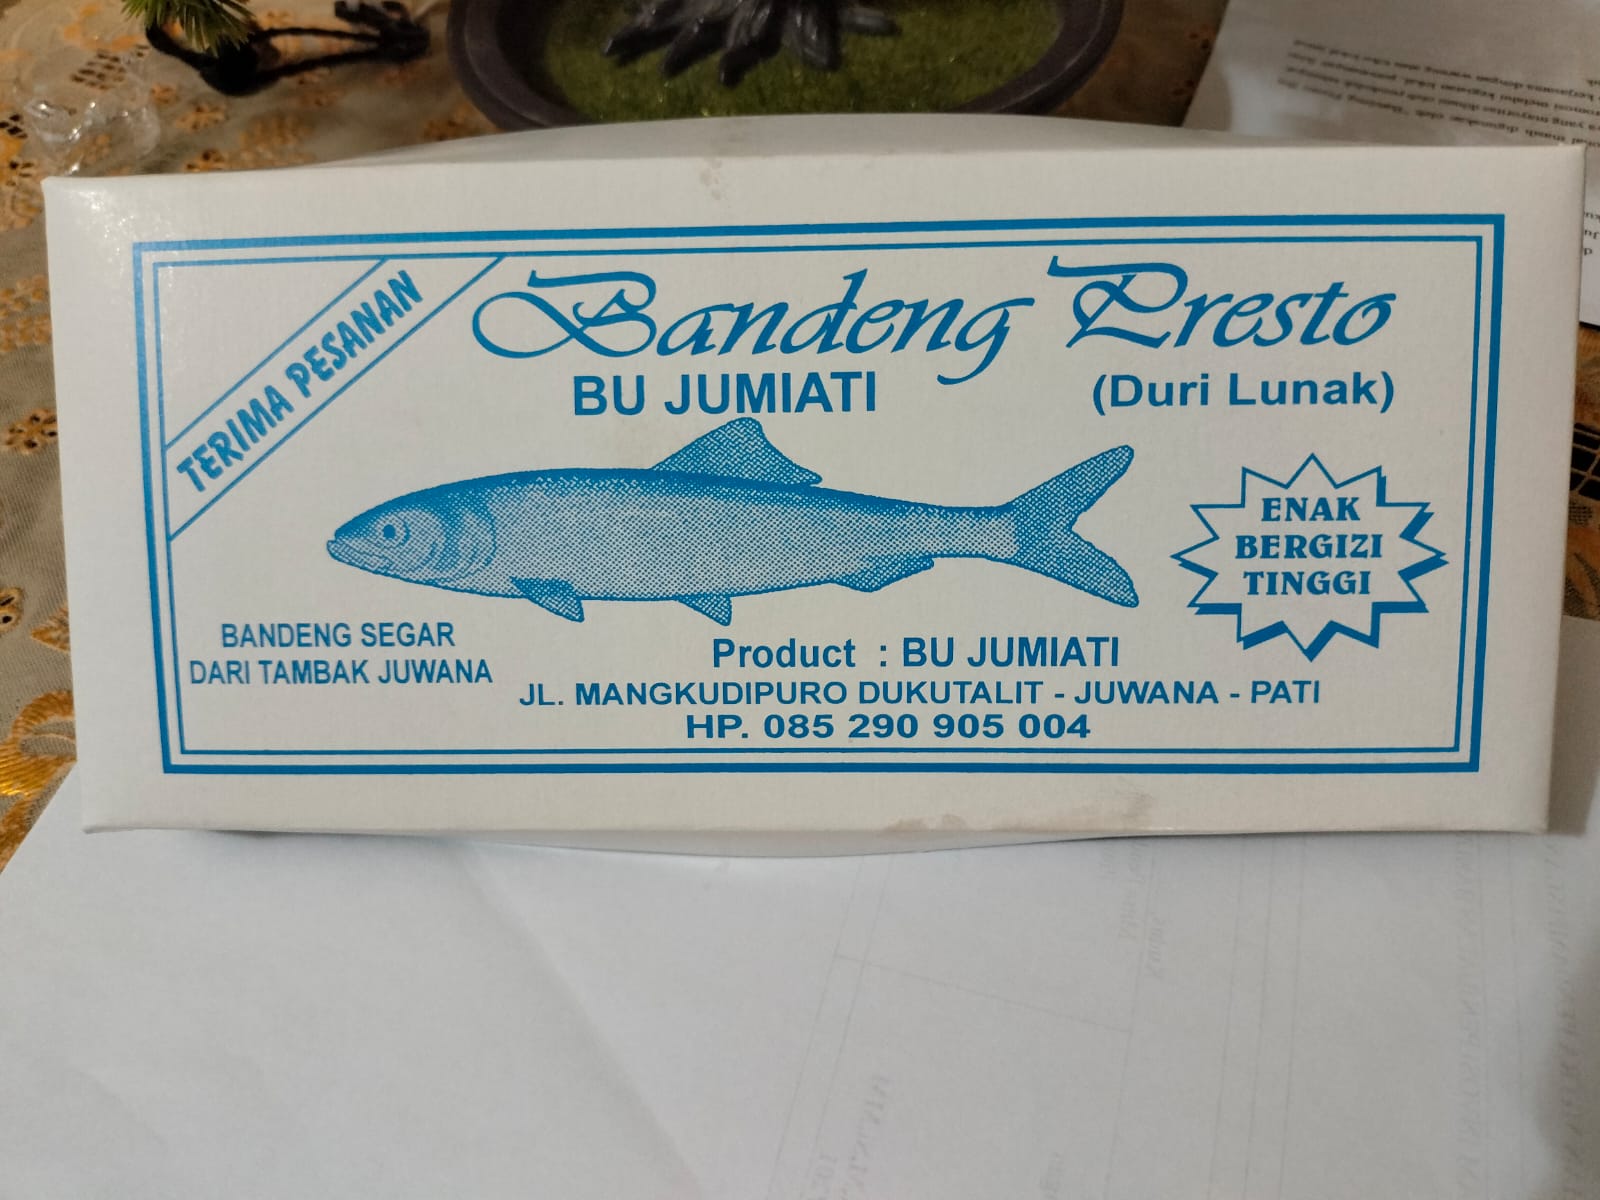 TERIMA PESANAN
Bandeng Presto
BU JUMIATI
(Duri Lunak)
ENAK
BERGIZI
TINGGI
BANDENG SEGAR
DARI TAMBAK JUWANA
Product : BU JUMIATI
JL. MANGKUDIPURO DUKUTALIT - JUWANA - PATI
HP. 085 290 905 004